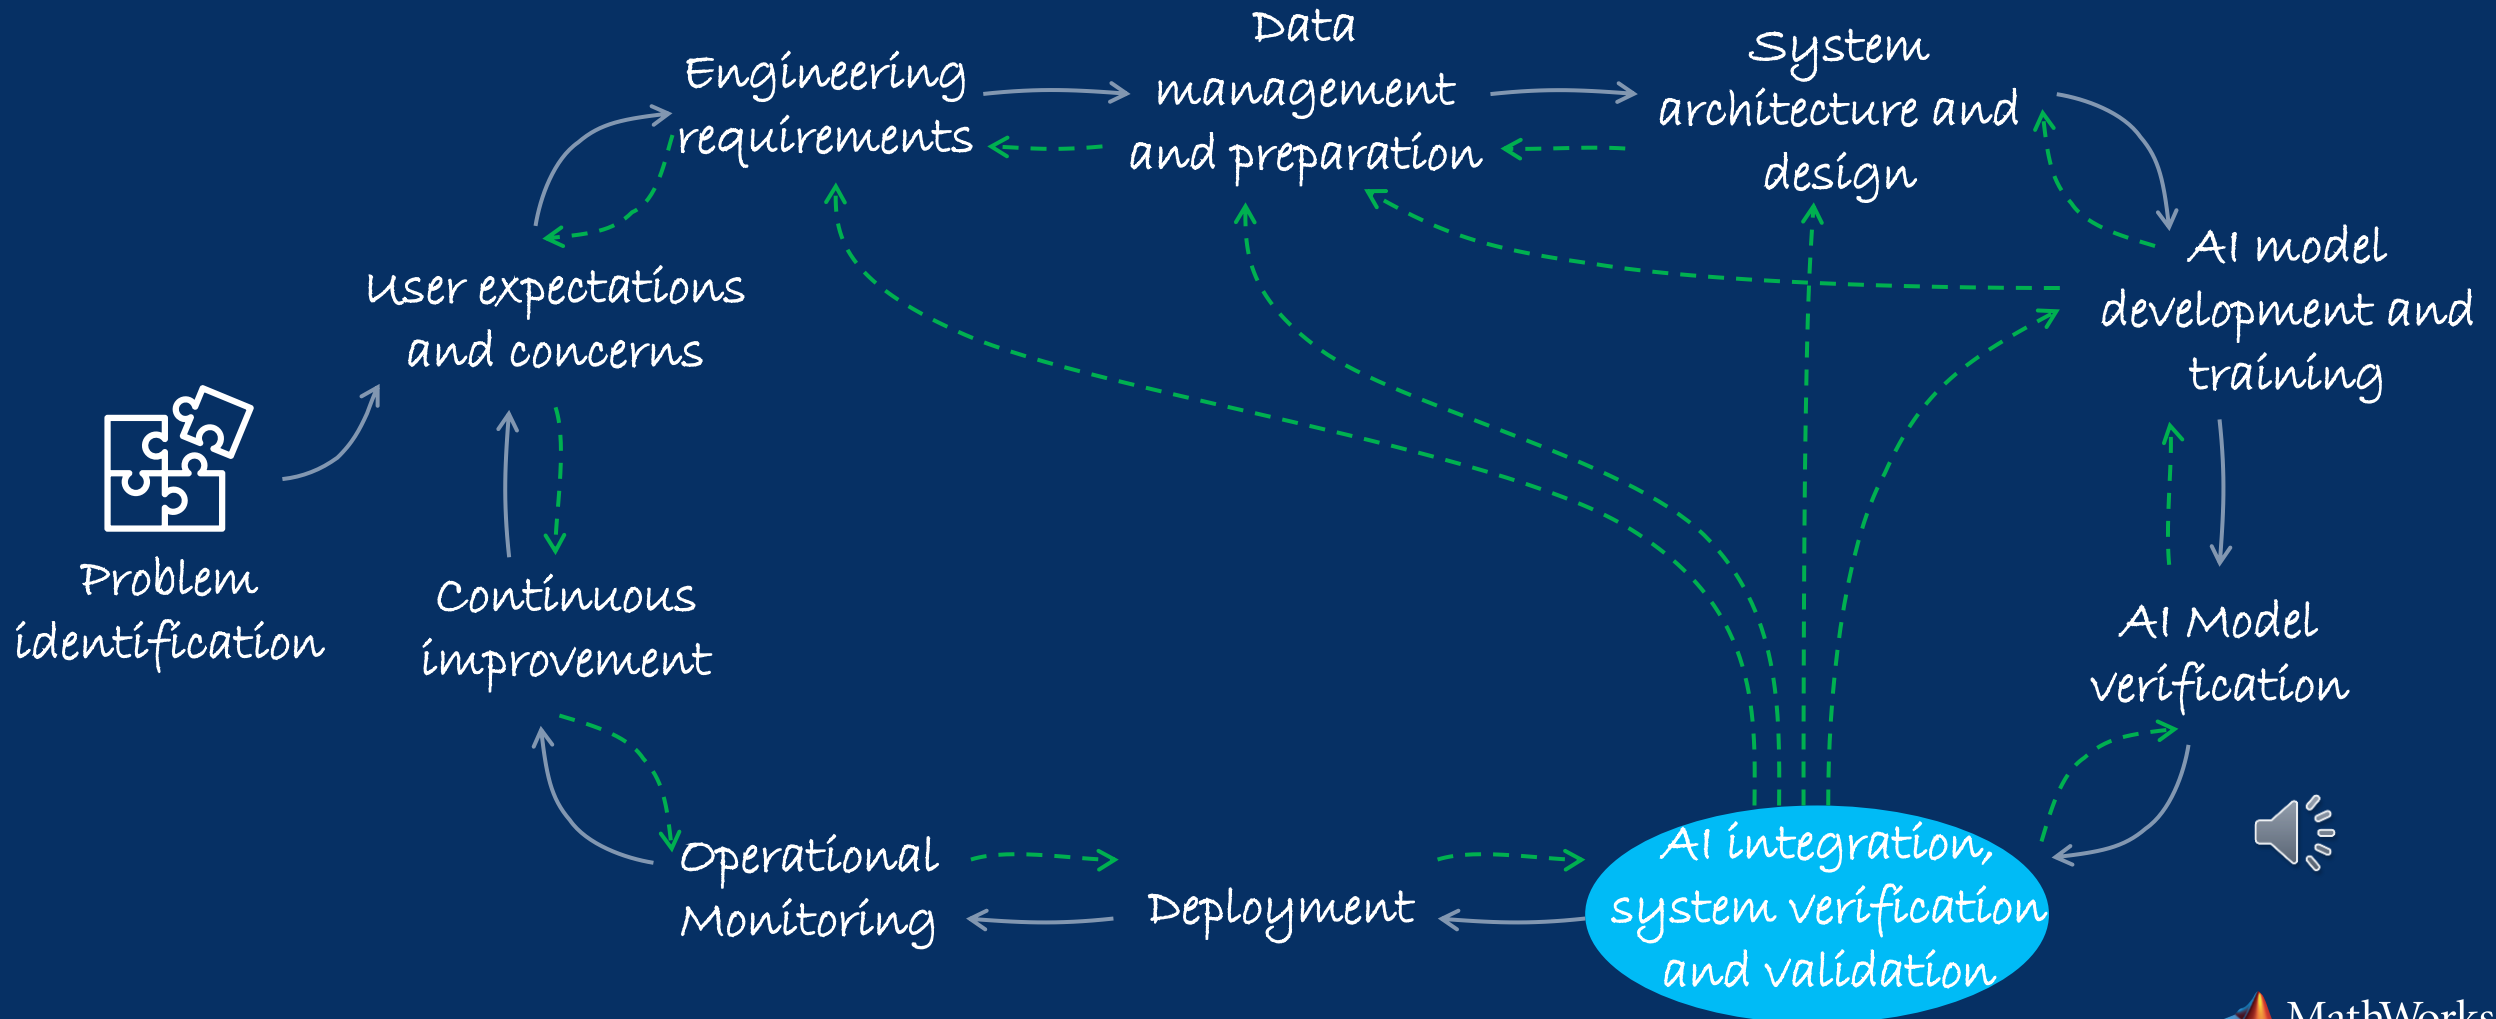 Data
management
and preparation
Engineering
requirements
System
architecture and
design
User expectations
and concerns
AI model
development and
training
Problem
identification
Continuous
improvement
AI Model
verification
Operational
Monitoring
Deployment
AI integration,
system verification
and validation
MathWorks